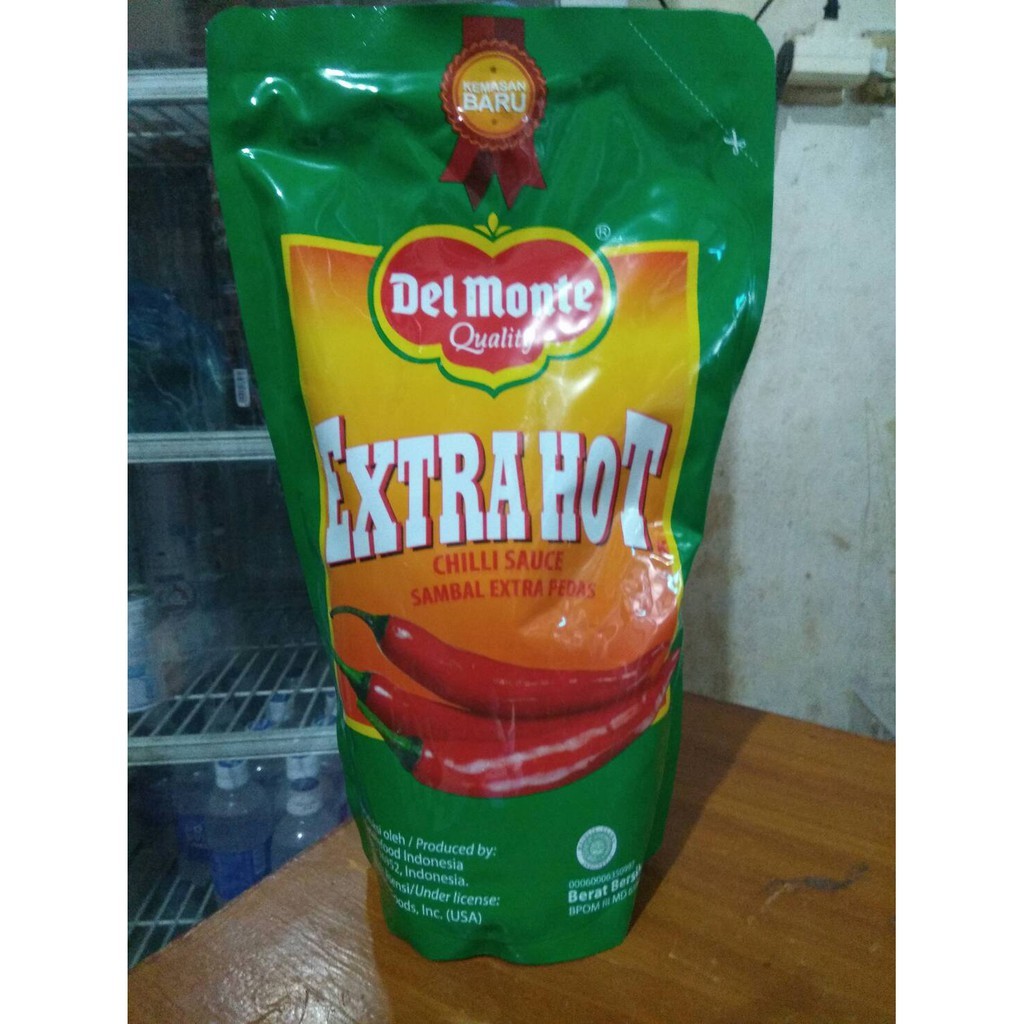 KEMASAN
BARU
®
Del Monte
Quality
EXTRA HOT
CHILLI SAUCE
SAMBAL EXTRA PEDAS
oleh / Produced by:
Indonesia
Indonesia.
/Under license:
Inc. (USA)
Berat
BPOM RI MD